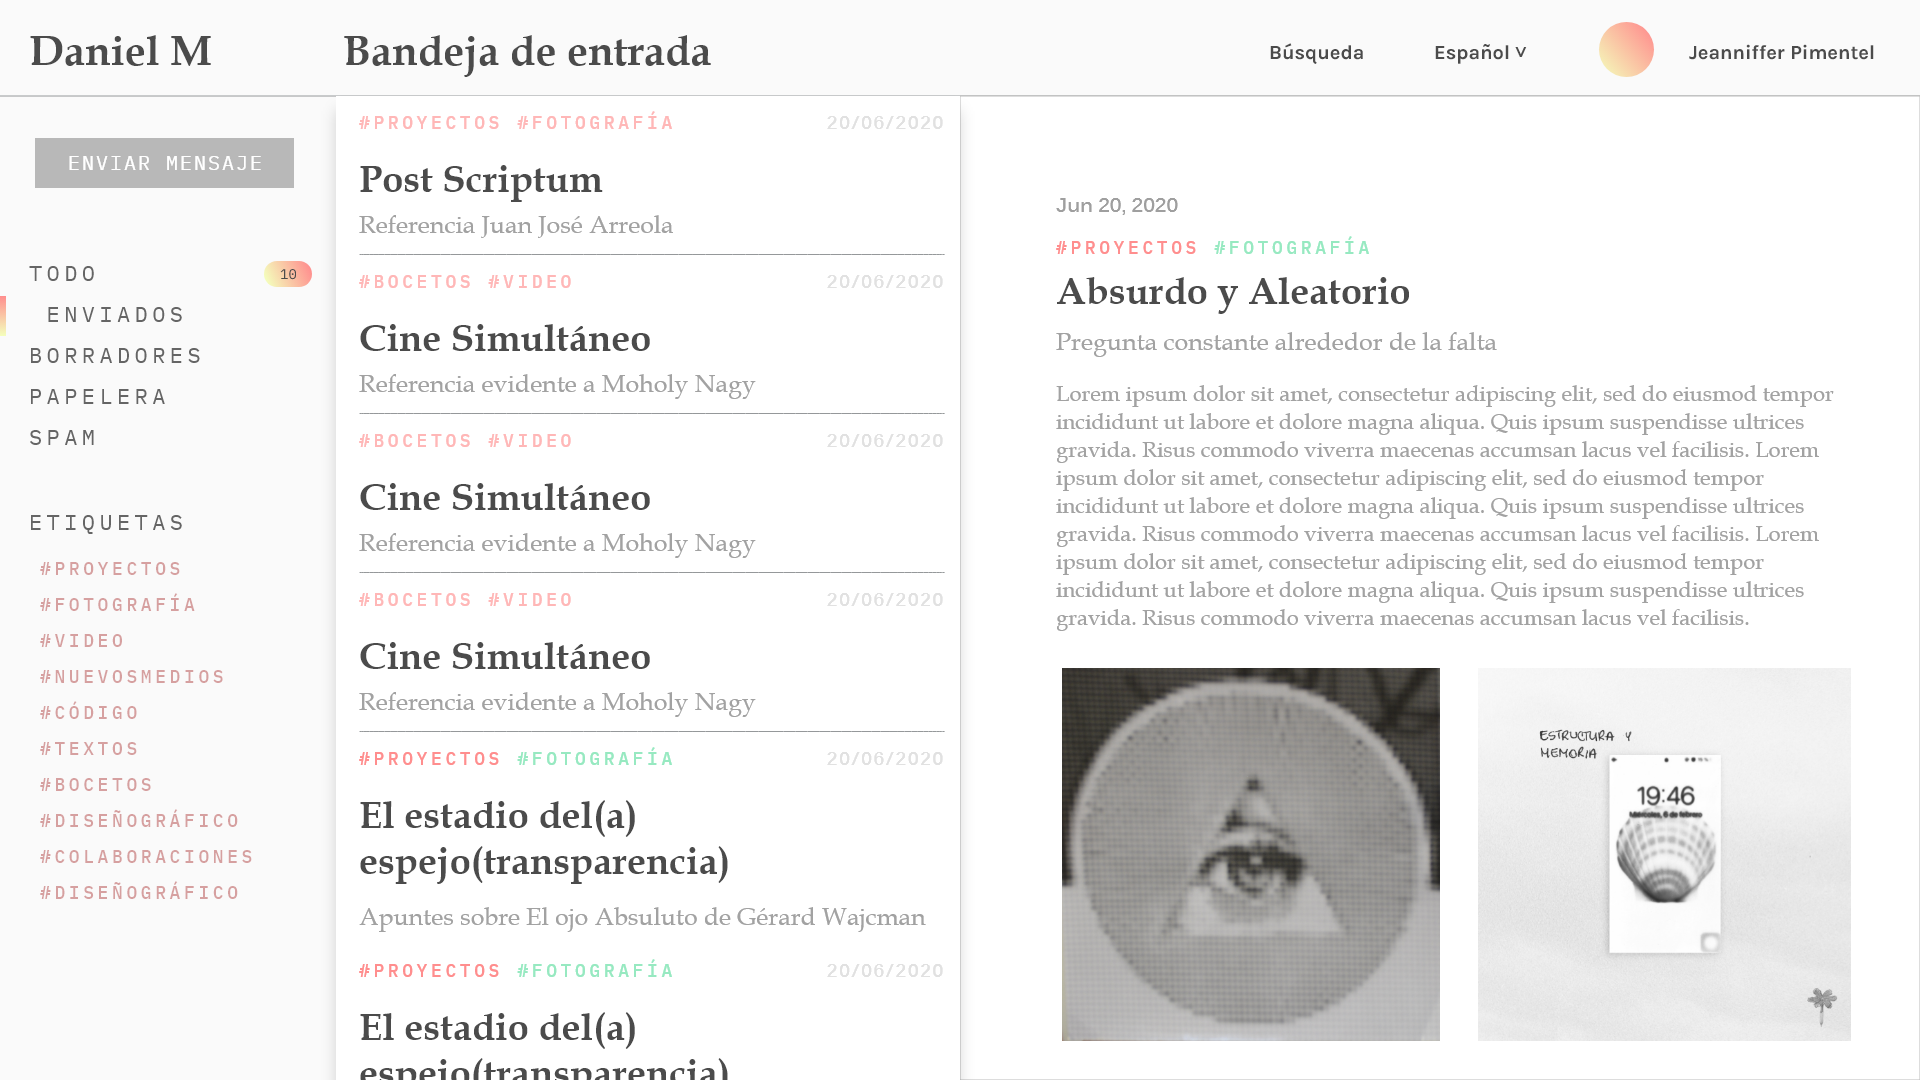 Daniel M
Bandeja de entrada
Búsqueda
Español ˅
Jeanniffer Pimentel
ENVIAR MENSAJE
TODO
10
ENVIADOS
BORRADORES
PAPELERA
SPAM
ETIQUETAS
#PROYECTOS
#FOTOGRAFÍA
#VIDEO
#NUEVOSMEDIOS
#CÓDIGO
#TEXTOS
#BOCETOS
#DISEÑOGRÁFICO
#COLABORACIONES
#DISEÑOGRÁFICO
#PROYECTOS #FOTOGRAFÍA 20/06/2020
Post Scriptum
Referencia Juan José Arreola
#BOCETOS #VIDEO 20/06/2020
Cine Simultáneo
Referencia evidente a Moholy Nagy
#BOCETOS #VIDEO 20/06/2020
Cine Simultáneo
Referencia evidente a Moholy Nagy
#BOCETOS #VIDEO 20/06/2020
Cine Simultáneo
Referencia evidente a Moholy Nagy
#PROYECTOS #FOTOGRAFÍA 20/06/2020
El estadio del(a)
espejo(transparencia)
Apuntes sobre El ojo Absuluto de Gérard Wajcman
#PROYECTOS #FOTOGRAFÍA 20/06/2020
El estadio del(a)
espejo(transparencia)
Jun 20, 2020
#PROYECTOS #FOTOGRAFÍA
Absurdo y Aleatorio
Pregunta constante alrededor de la falta
Lorem ipsum dolor sit amet, consectetur adipiscing elit, sed do eiusmod tempor
incididunt ut labore et dolore magna aliqua. Quis ipsum suspendisse ultrices
gravida. Risus commodo viverra maecenas accumsan lacus vel facilisis. Lorem
ipsum dolor sit amet, consectetur adipiscing elit, sed do eiusmod tempor
incididunt ut labore et dolore magna aliqua. Quis ipsum suspendisse ultrices
gravida. Risus commodo viverra maecenas accumsan lacus vel facilisis. Lorem
ipsum dolor sit amet, consectetur adipiscing elit, sed do eiusmod tempor
incididunt ut labore et dolore magna aliqua. Quis ipsum suspendisse ultrices
gravida. Risus commodo viverra maecenas accumsan lacus vel facilisis.
ESTRUCTURA Y
MEMORIA
19:46
Miércoles, 6 de febrero